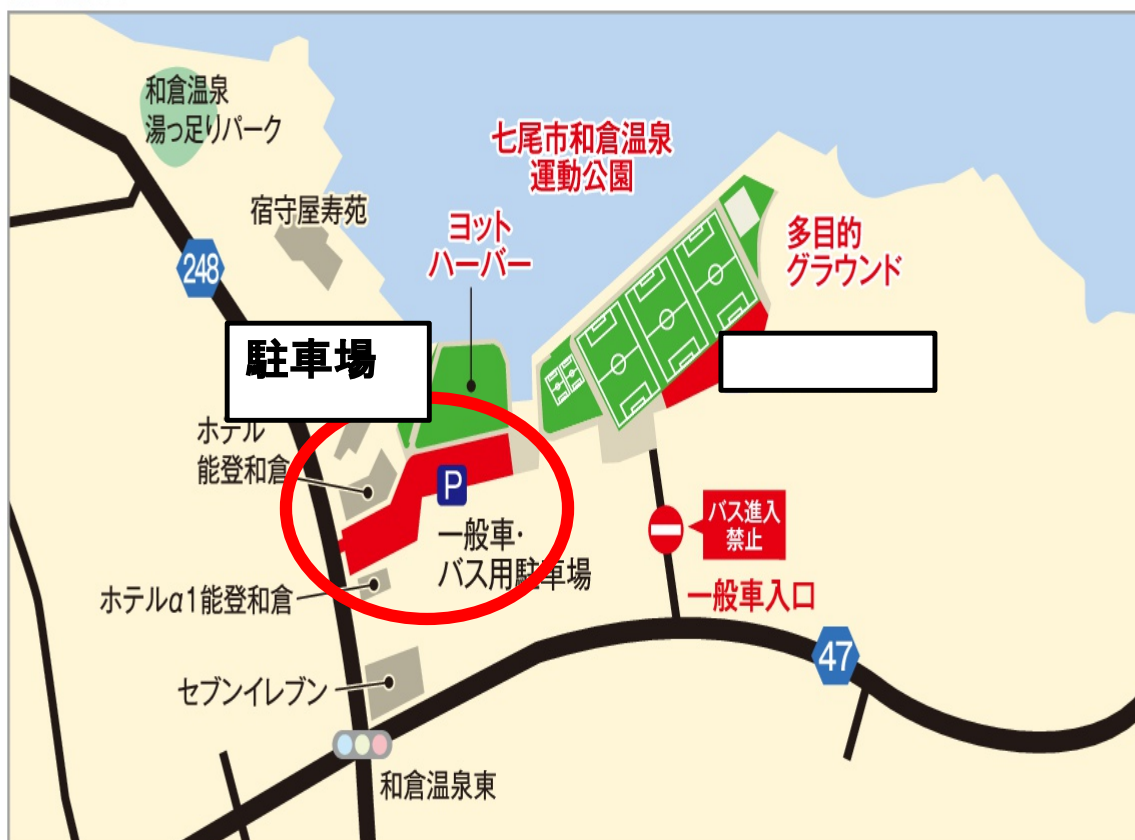 和倉温泉
湯っ足りパーク
七尾市和倉温泉
運動公園
宿守屋寿苑
ヨット
ハーバー
多目的
グラウンド
248
駐車場
ホテル
能登和倉
P
一般車・
バス用駐車場
バス進入
禁止
ホテルα1能登和倉
一般車入口
47
セブンイレブン
和倉温泉東